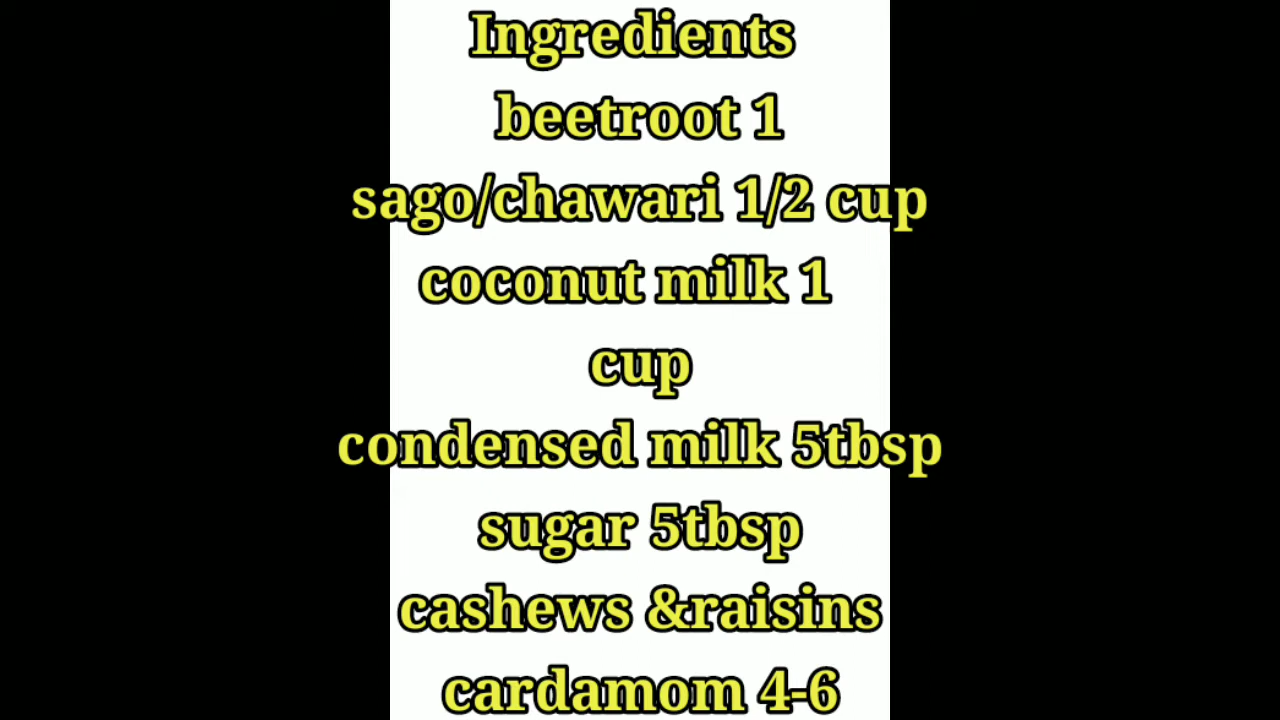 Ingredients
beetroot 1
sago/chawari 1/2 cup
coconut milk 1
cup
condensed milk 5tbsp
sugar 5tbsp
cashews &raisins
cardamom 4-6